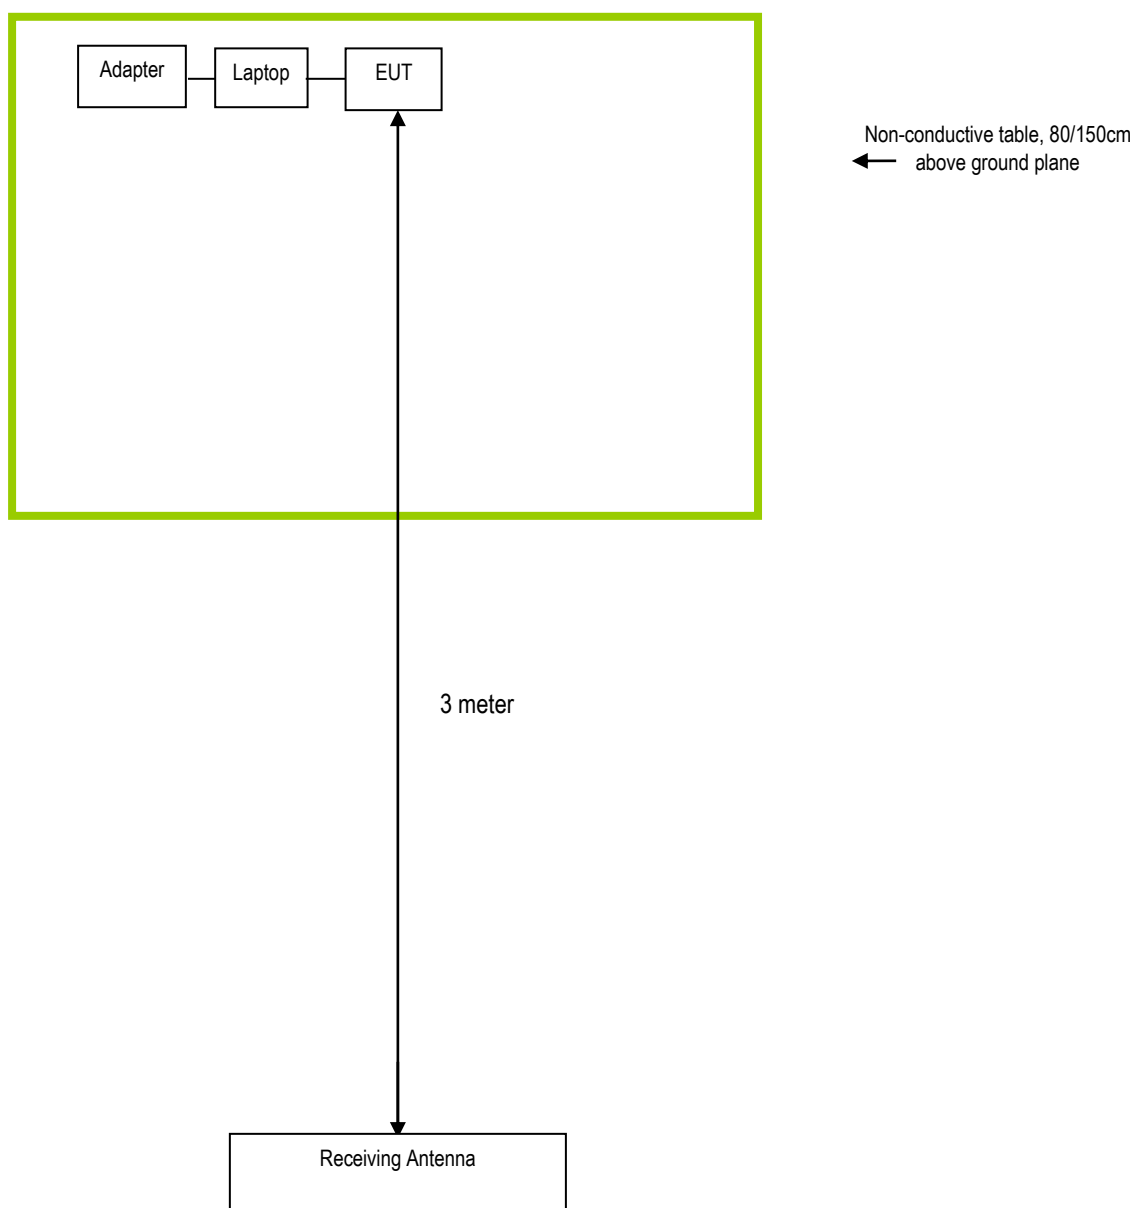 Adapter
Laptop
EUT
Non-conductive table, 80/150cm
above ground plane
3 meter
Receiving Antenna